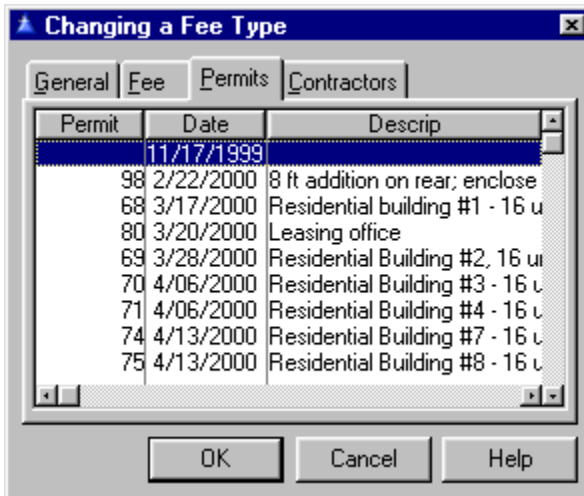 Changing a Fee Type
General Fee Permits Contractors
Permit Date Descrip
11/17/1999
98 2/22/2000 8 ft addition on rear; enclose
68 3/17/2000 Residential building #1 - 16 u
80 3/20/2000 Leasing office
69 3/28/2000 Residential Building #2, 16 u
70 4/06/2000 Residential Building #3 - 16 u
71 4/06/2000 Residential Building #4 - 16 u
74 4/13/2000 Residential Building #7 - 16 u
75 4/13/2000 Residential Building #8 - 16 u
OK Cancel Help